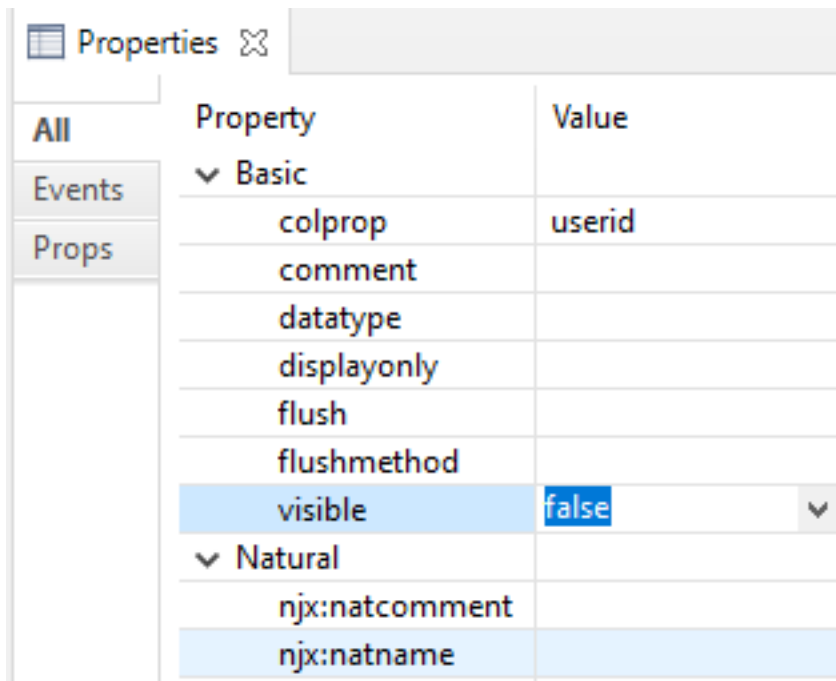 Properties
All
Events
Props
Property Value
Basic
colprop userid
comment
datatype
displayonly
flush
flushmethod
visible false
Natural
njx:natcomment
njx:natname